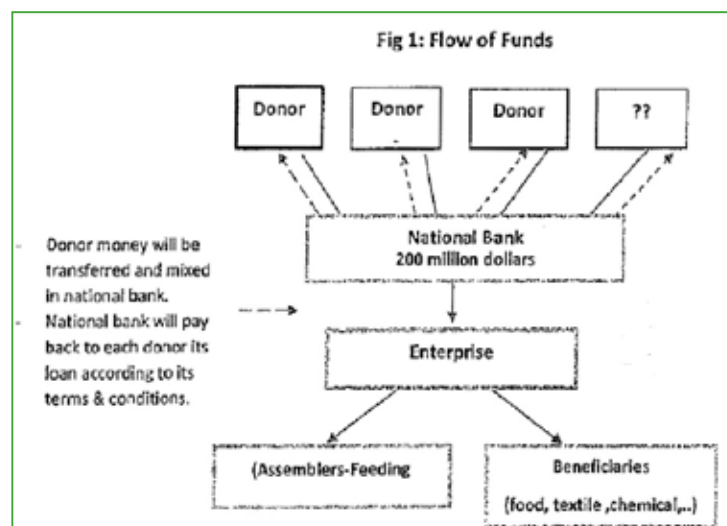 Fig 1: Flow of Funds
Donor
Donor
Donor
??
National Bank
200 million dollars
- Donor money will be
transferred and mixed
in national bank.
- National bank will pay
back to each donor its
loan according to its
terms & conditions.
Enterprise
(Assemblers-Feeding
Beneficiaries
(food, textile ,chemical,..)